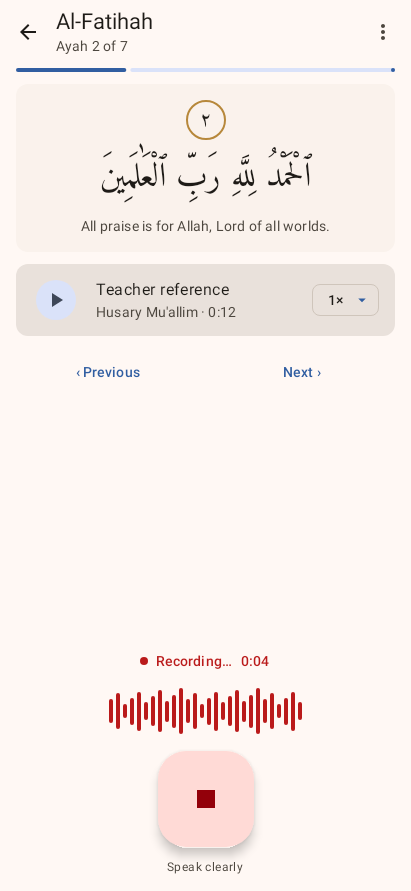 Al-Fatihah
Ayah 2 of 7
٢
ٱلْحَمْدُ لِلَّهِ رَبِّ ٱلْعَٰلَمِينَ
All praise is for Allah, Lord of all worlds.
Teacher reference
Husary Mu'allim · 0:12
1×
‹ Previous
Next ›
Recording… 0:04
Speak clearly